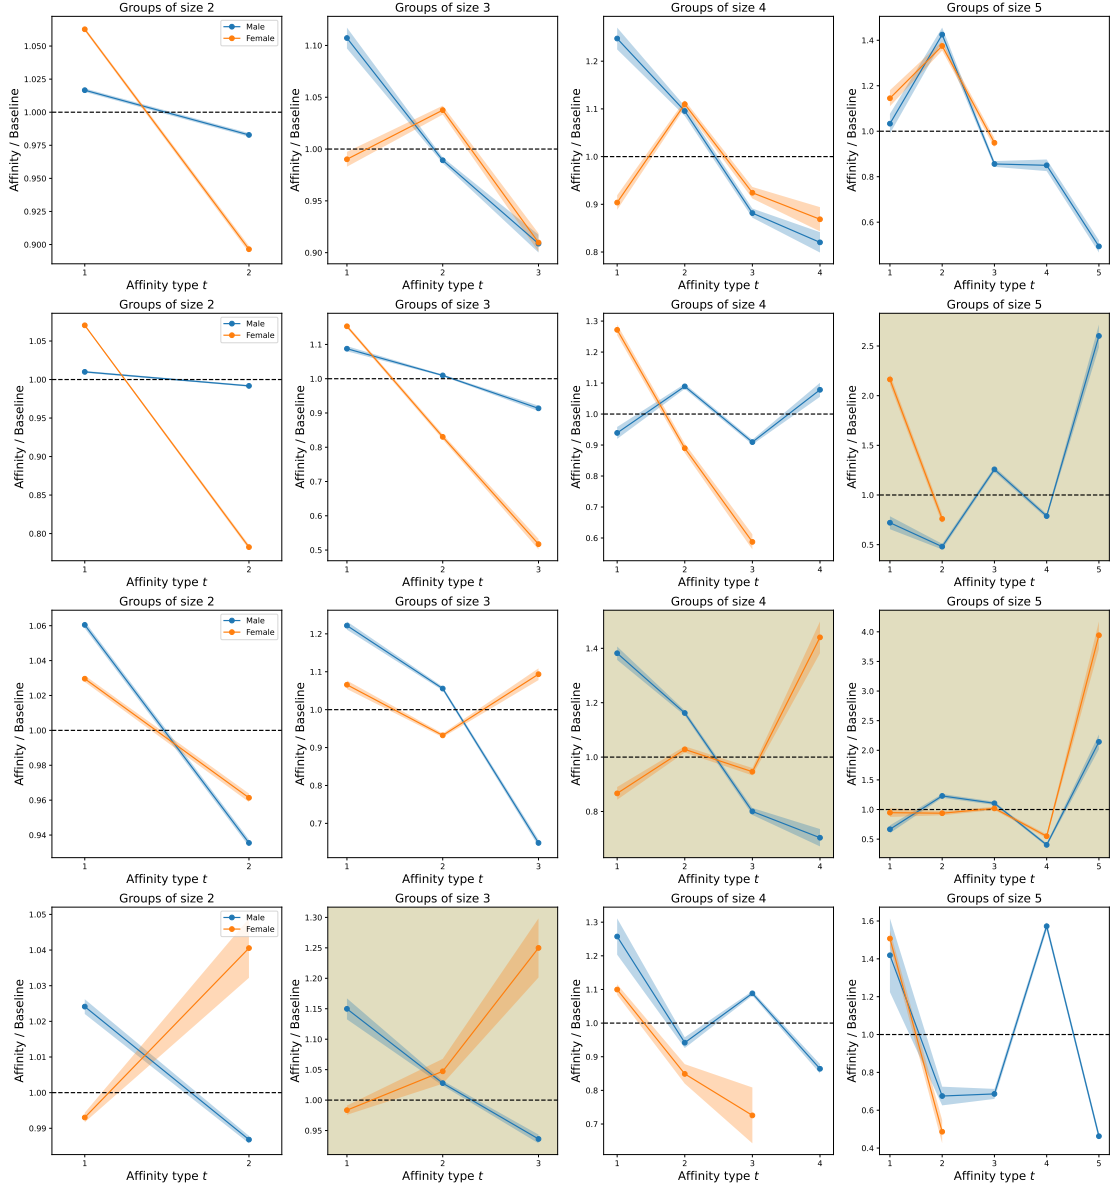 Groups of size 2
Groups of size 3
Groups of size 4
Groups of size 5
Male
Female
Affinity / Baseline
1.050
1.025
1.000
0.975
0.950
0.925
0.900
1
2
Affinity type t
Affinity / Baseline
1.10
1.05
1.00
0.95
0.90
1
2
3
Affinity type t
Affinity / Baseline
1.2
1.1
1.0
0.9
0.8
1
2
3
4
Affinity type t
Affinity / Baseline
1.4
1.2
1.0
0.8
0.6
1
2
3
4
5
Affinity type t
Groups of size 2
Groups of size 3
Groups of size 4
Groups of size 5
Male
Female
Affinity / Baseline
1.05
1.00
0.95
0.90
0.85
0.80
1
2
Affinity type t
Affinity / Baseline
1.1
1.0
0.9
0.8
0.7
0.6
0.5
1
2
3
Affinity type t
Affinity / Baseline
1.3
1.2
1.1
1.0
0.9
0.8
0.7
0.6
1
2
3
4
Affinity type t
Affinity / Baseline
2.5
2.0
1.5
1.0
0.5
1
2
3
4
5
Affinity type t
Groups of size 2
Groups of size 3
Groups of size 4
Groups of size 5
Male
Female
Affinity / Baseline
1.06
1.04
1.02
1.00
0.98
0.96
0.94
1
2
Affinity type t
Affinity / Baseline
1.2
1.1
1.0
0.9
0.8
0.7
1
2
3
Affinity type t
Affinity / Baseline
1.4
1.2
1.0
0.8
1
2
3
4
Affinity type t
Affinity / Baseline
4.0
3.5
3.0
2.5
2.0
1.5
1.0
0.5
1
2
3
4
5
Affinity type t
Groups of size 2
Groups of size 3
Groups of size 4
Groups of size 5
Male
Female
Affinity / Baseline
1.05
1.04
1.03
1.02
1.01
1.00
0.99
1
2
Affinity type t
Affinity / Baseline
1.30
1.25
1.20
1.15
1.10
1.05
1.00
0.95
1
2
3
Affinity type t
Affinity / Baseline
1.3
1.2
1.1
1.0
0.9
0.8
0.7
1
2
3
4
Affinity type t
Affinity / Baseline
1.6
1.4
1.2
1.0
0.8
0.6
0.4
1
2
3
4
5
Affinity type t